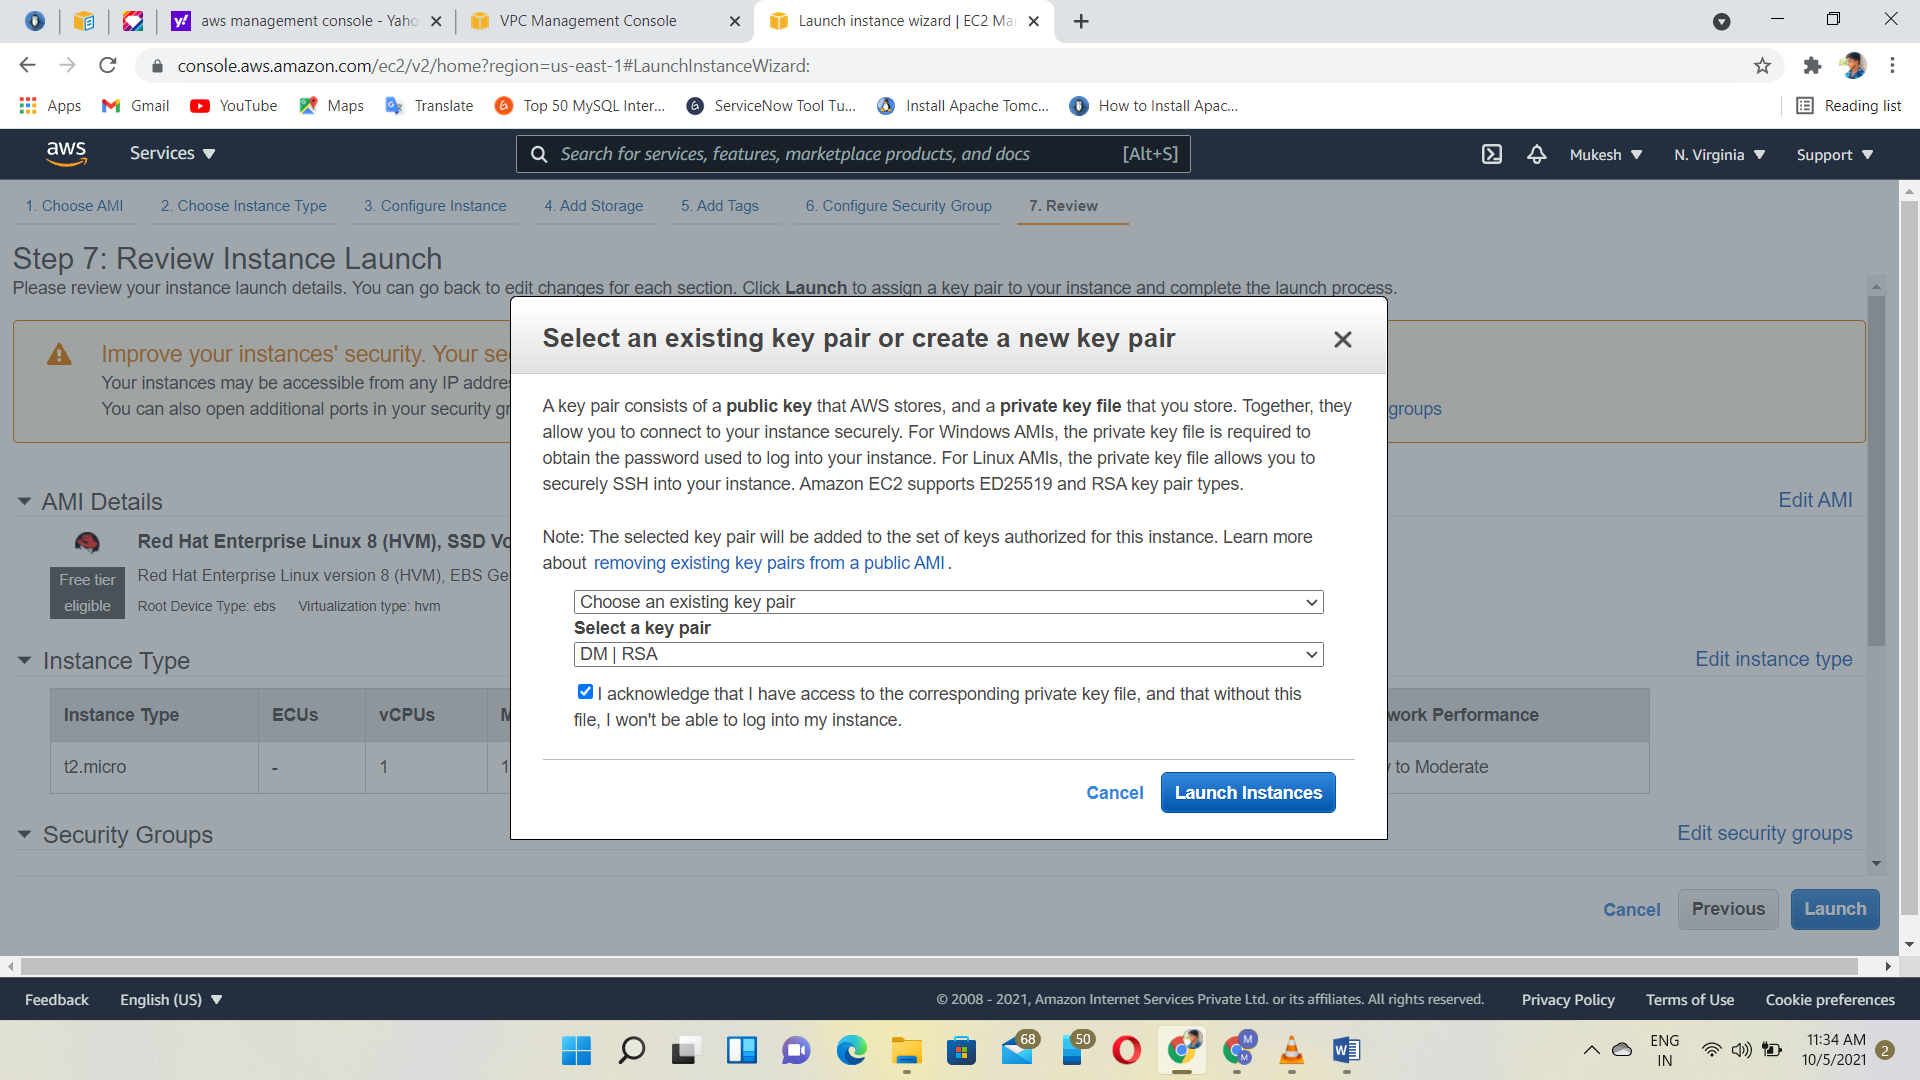 aws management console - Yaho
VPC Management Console
Launch instance wizard | EC2 Man
console.aws.amazon.com/ec2/v2/home?region=us-east-1#LaunchInstanceWizard:
Apps Gmail YouTube Maps Translate Top 50 MySQL Inter... ServiceNow Tool Tu... Install Apache Tomc... How to Install Apac... Reading list
aws Services Search for services, features, marketplace products, and docs [Alt+S] Mukesh N. Virginia Support
1. Choose AMI 2. Choose Instance Type 3. Configure Instance 4. Add Storage 5. Add Tags 6. Configure Security Group 7. Review
Step 7: Review Instance Launch
Please review your instance launch details. You can go back to edit changes for each section. Click Launch to assign a key pair to your instance and complete the launch process.
Improve your instances' security. Your se
Your instances may be accessible from any IP addre
You can also open additional ports in your security gr
groups
AMI Details
Edit AMI
Red Hat Enterprise Linux 8 (HVM), SSD Vo
Free tier
eligible
Red Hat Enterprise Linux version 8 (HVM), EBS Ge
Root Device Type: ebs Virtualization type: hvm
Instance Type
Edit instance type
Instance Type ECUs vCPUs M work Performance
t2.micro - 1 1 to Moderate
Security Groups
Edit security groups
Select an existing key pair or create a new key pair
A key pair consists of a public key that AWS stores, and a private key file that you store. Together, they
allow you to connect to your instance securely. For Windows AMIs, the private key file is required to
obtain the password used to log into your instance. For Linux AMIs, the private key file allows you to
securely SSH into your instance. Amazon EC2 supports ED25519 and RSA key pair types.
Note: The selected key pair will be added to the set of keys authorized for this instance. Learn more
about removing existing key pairs from a public AMI.
Choose an existing key pair
Select a key pair
DM | RSA
I acknowledge that I have access to the corresponding private key file, and that without this
file, I won't be able to log into my instance.
Cancel Launch Instances
Cancel Previous Launch
Feedback English (US) © 2008 - 2021, Amazon Internet Services Private Ltd. or its affiliates. All rights reserved. Privacy Policy Terms of Use Cookie preferences
68
50
M
M
ENG
IN
11:34 AM
10/5/2021
2